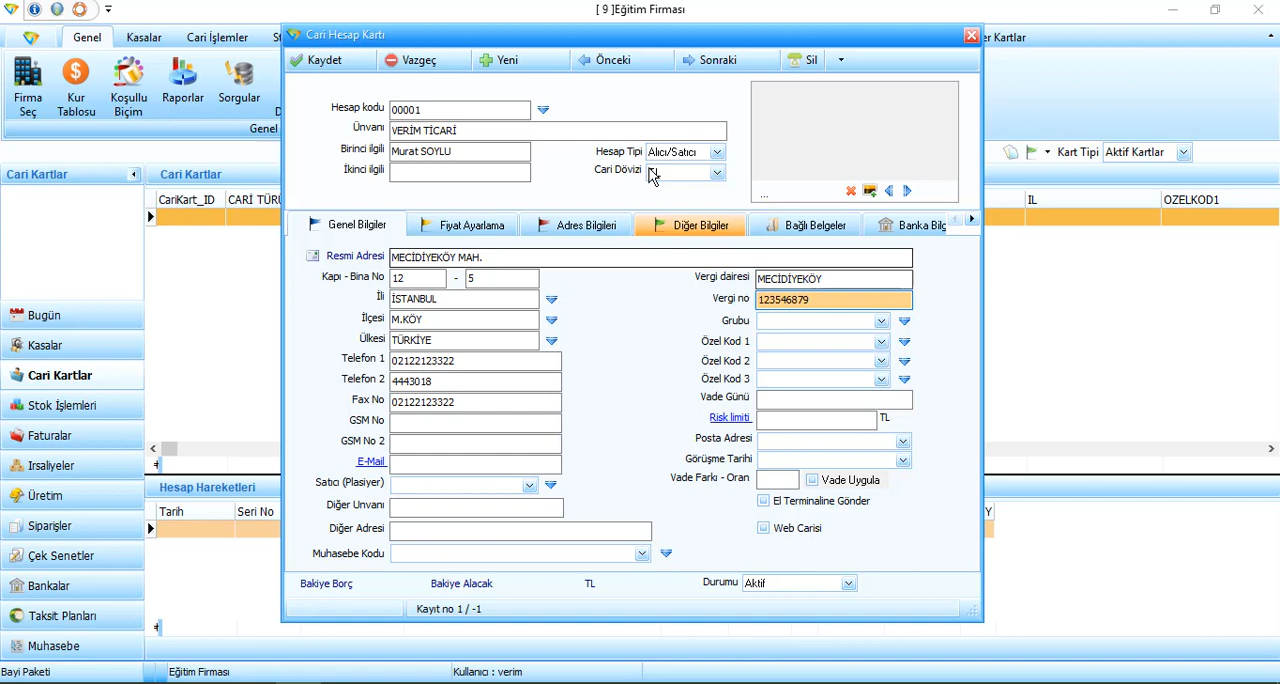 [ 9 ]Eğitim Firması
Genel
Kasalar
Cari İşlemler
er Kartlar
Firma Seç
Kur Tablosu
Koşullu Biçim
Raporlar
Sorgular
Genel
Cari Hesap Kartı
Kaydet
Vazgeç
Yeni
Önceki
Sonraki
Sil
Hesap kodu 00001
Ünvanı VERİM TİCARİ
Birinci ilgili Murat SOYLU
Hesap Tipi Alıcı/Satıcı
İkinci ilgili
Cari Dövizi
...
Kart Tipi Aktif Kartlar
Cari Kartlar
Cari Kartlar
CariKart_ID
CARİ TÜRÜ
IL
OZELKOD1
Genel Bilgiler
Fiyat Ayarlama
Adres Bilgileri
Diğer Bilgiler
Bağlı Belgeler
Banka Bilg
Resmi Adresi MECİDİYEKÖY MAH.
Kapı - Bina No 12 - 5
Vergi dairesi MECİDİYEKÖY
İli İSTANBUL
Vergi no 123546879
İlçesi M.KÖY
Grubu
Ülkesi TÜRKİYE
Özel Kod 1
Telefon 1 02122123322
Özel Kod 2
Telefon 2 4443018
Özel Kod 3
Fax No 02122123322
Vade Günü
GSM No
Risk limiti TL
GSM No 2
Posta Adresi
E-Mail
Görüşme Tarihi
Satıcı (Plasiyer)
Vade Farkı - Oran
Vade Uygula
Diğer Unvanı
El Terminaline Gönder
Diğer Adresi
Web Carisi
Muhasebe Kodu
Bakiye Borç
Bakiye Alacak
TL
Durumu Aktif
Kayıt no 1 / -1
Bugün
Kasalar
Cari Kartlar
Stok İşlemleri
Faturalar
Irsaliyeler
Üretim
Siparişler
Çek Senetler
Bankalar
Taksit Planları
Muhasebe
Hesap Hareketleri
Tarih
Seri No
Y
Bayi Paketi
Eğitim Firması
Kullanıcı : verim